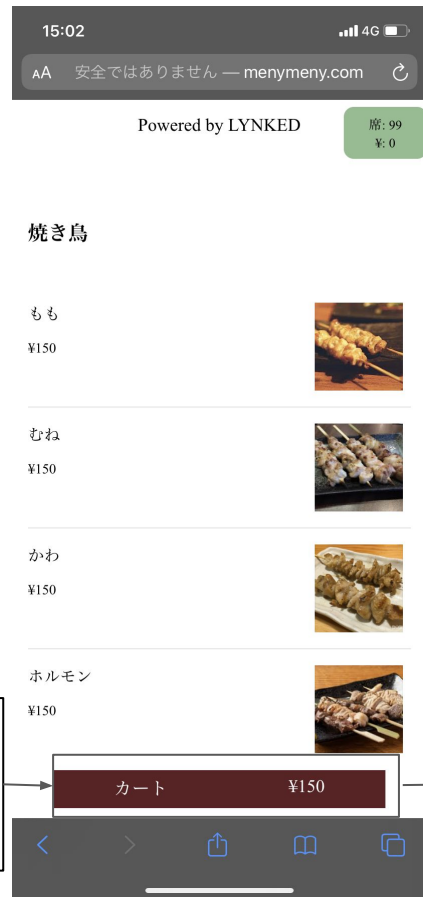 15:02
4G
AA 安全ではありません — menymeny.com
Powered by LYNKED
席: 99
¥: 0
焼き鳥
もも
¥150
むね
¥150
かわ
¥150
ホルモン
¥150
カート ¥150